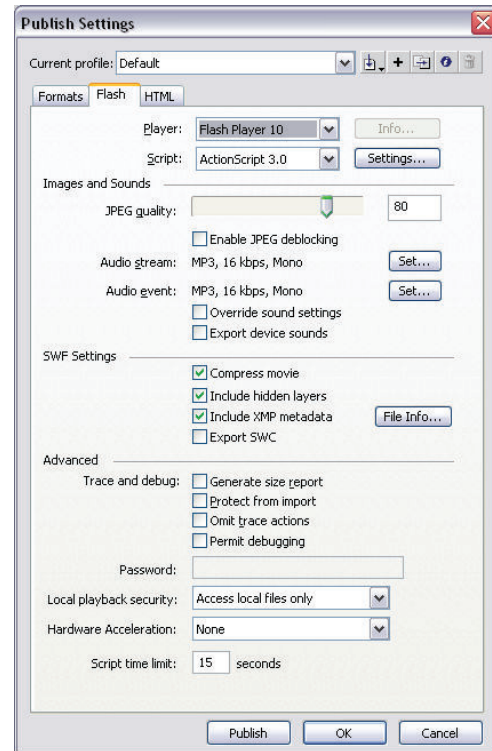 Publish Settings
Current profile: Default
Formats Flash HTML
Player: Flash Player 10 Info...
Script: ActionScript 3.0 Settings...
Images and Sounds
JPEG quality: 80
Enable JPEG deblocking
Audio stream: MP3, 16 kbps, Mono Set...
Audio event: MP3, 16 kbps, Mono Set...
Override sound settings
Export device sounds
SWF Settings
Compress movie
Include hidden layers
Include XMP metadata File Info...
Export SWC
Advanced
Trace and debug: Generate size report
Protect from import
Omit trace actions
Permit debugging
Password:
Local playback security: Access local files only
Hardware Acceleration: None
Script time limit: 15 seconds
Publish OK Cancel